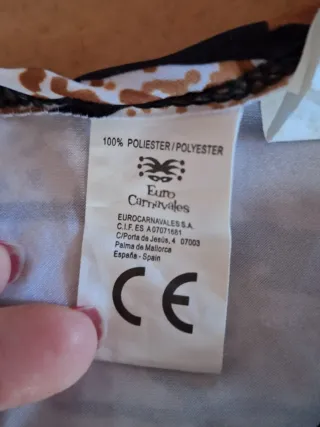 100% POLIESTER/POLYESTER
Euro
Carnavales
EUROCARNAVALES S.A.
C.I.F. ES A07071661
C/Porta de Jesús, 4 07003
Palma de Mallorca
España - Spain
CE